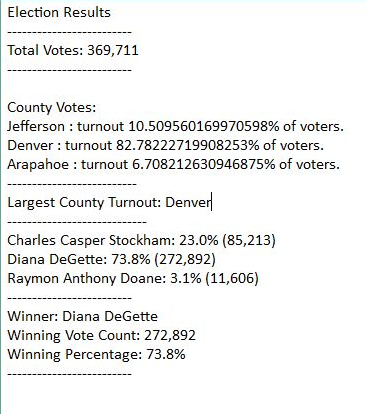 Election Results
-------------------------
Total Votes: 369,711
-------------------------
County Votes:
Jefferson : turnout 10.509560169970598% of voters.
Denver : turnout 82.78222719908253% of voters.
Arapahoe : turnout 6.708212630946875% of voters.
--------------------------
Largest County Turnout: Denver
----------------------------
Charles Casper Stockham: 23.0% (85,213)
Diana DeGette: 73.8% (272,892)
Raymon Anthony Doane: 3.1% (11,606)
-------------------------
Winner: Diana DeGette
Winning Vote Count: 272,892
Winning Percentage: 73.8%
-------------------------